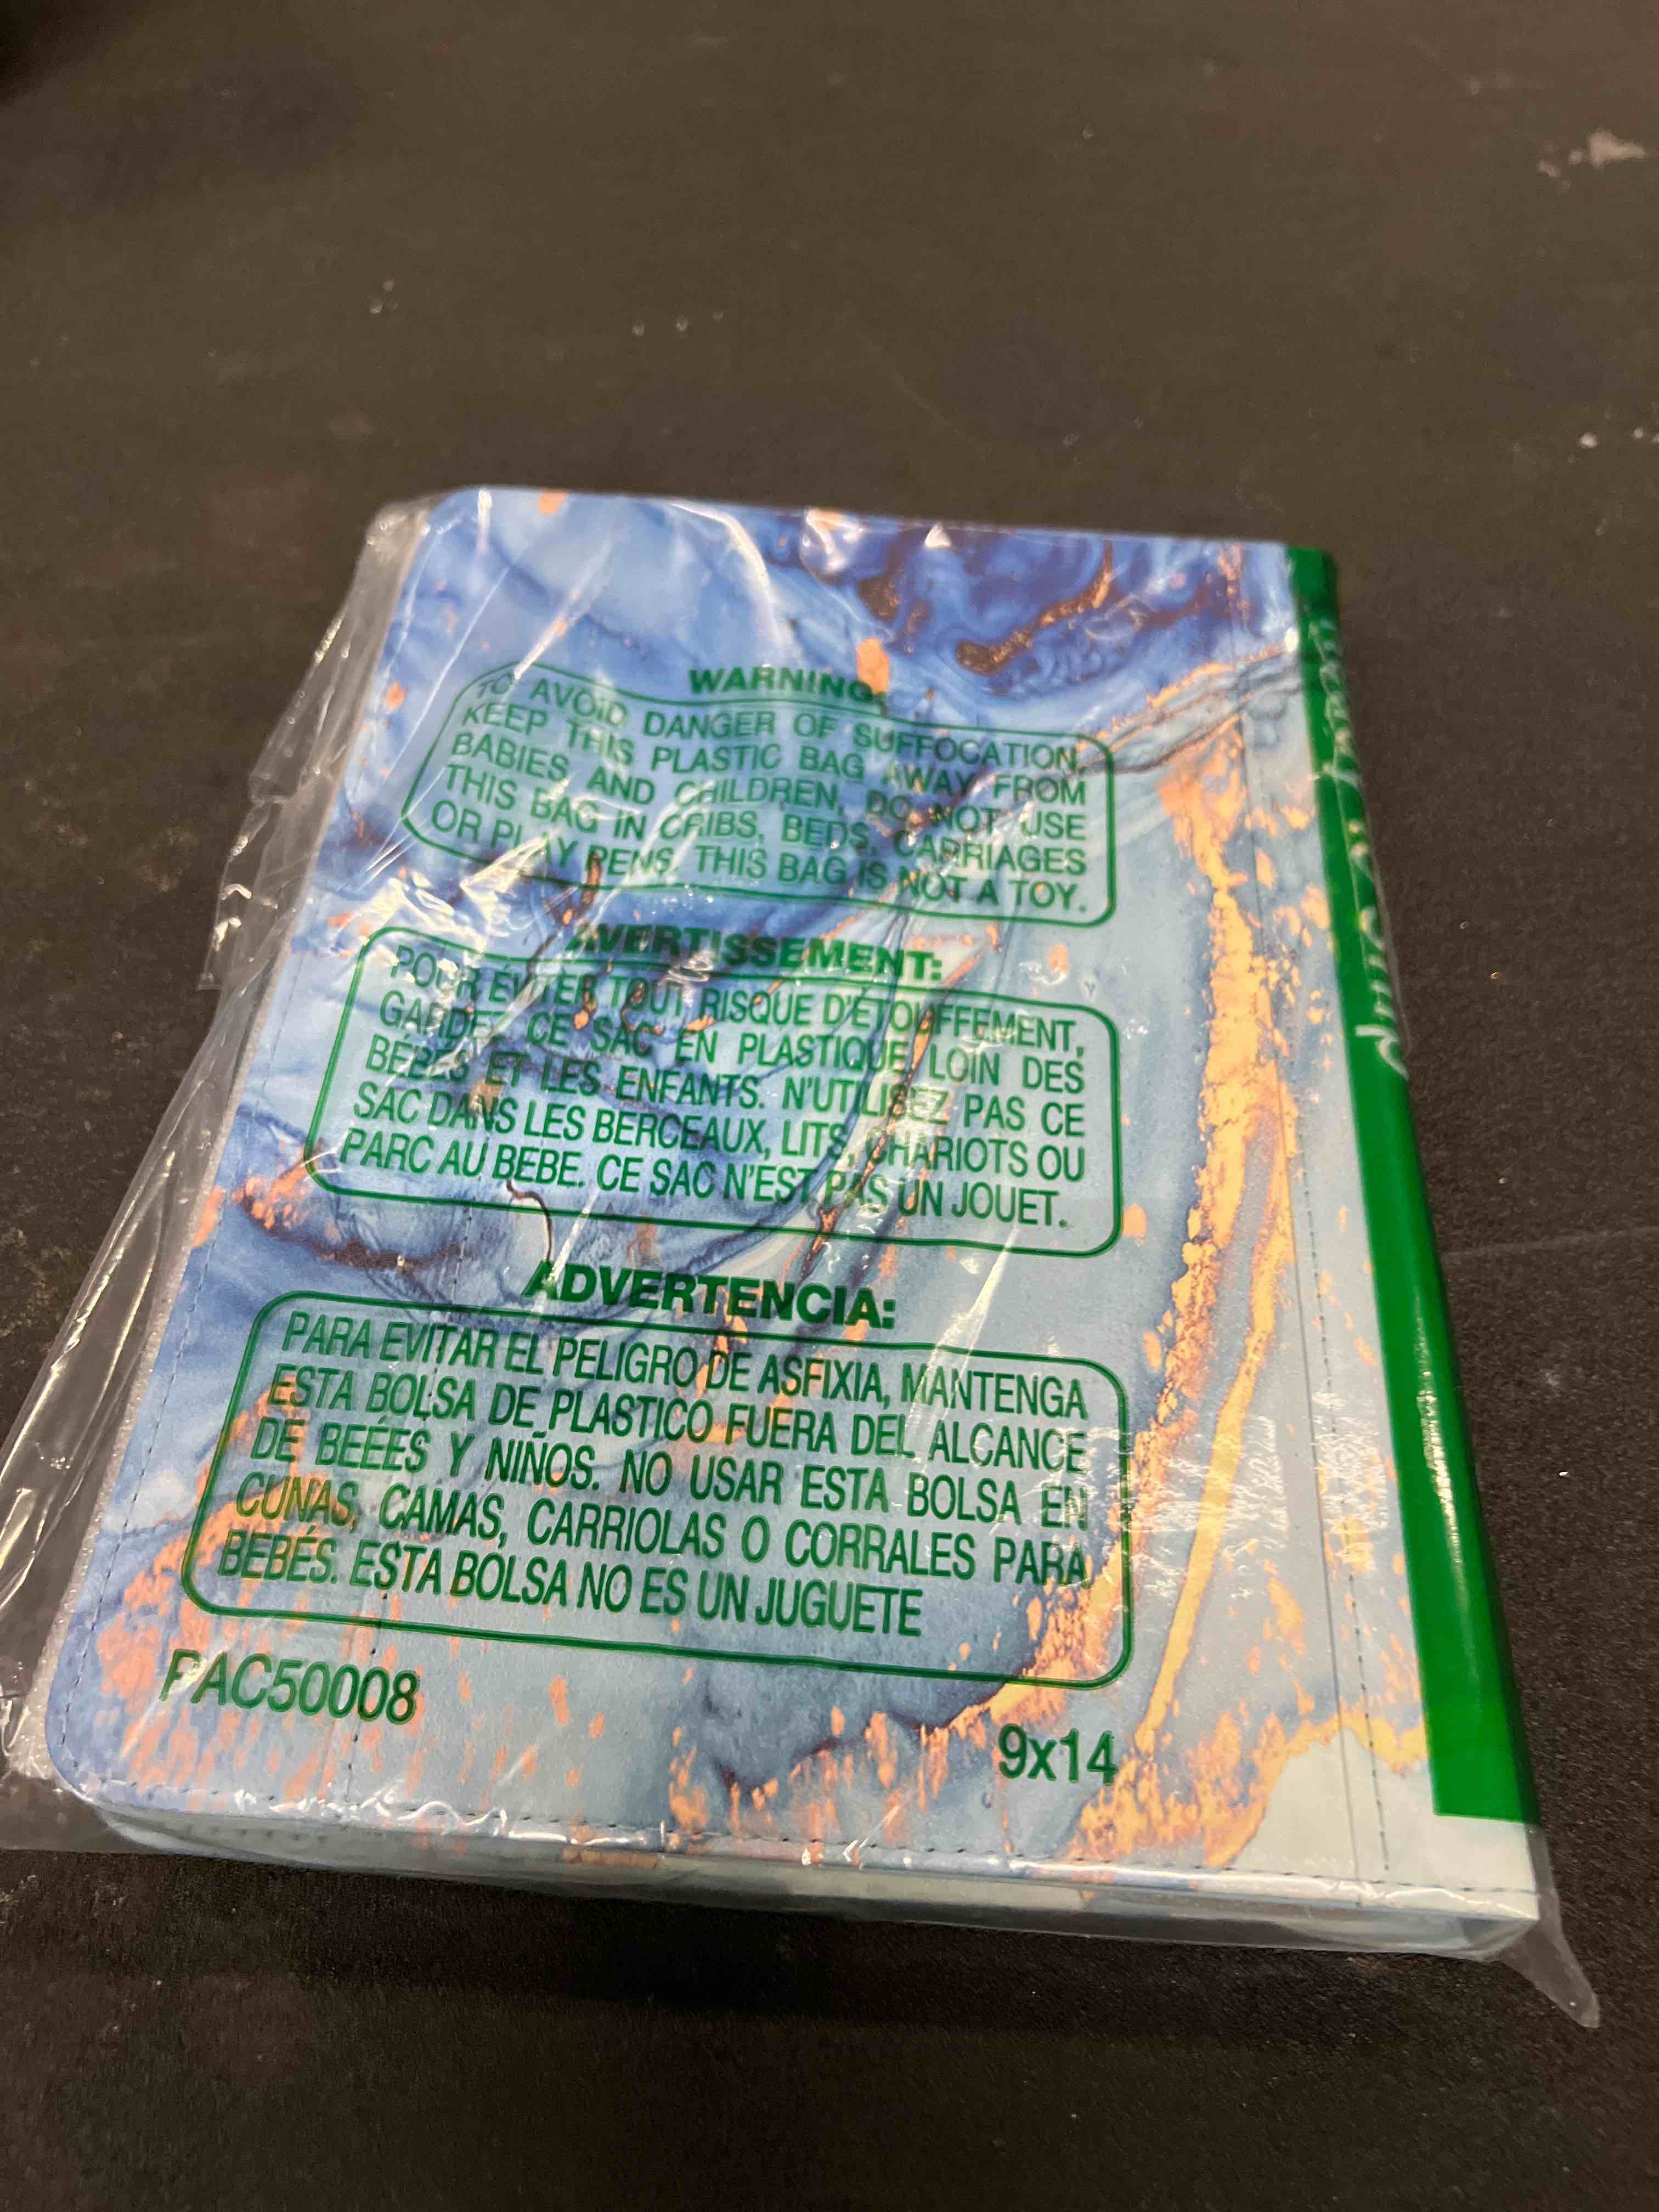 WARNING:
TO AVOID DANGER OF SUFFOCATION,
KEEP THIS PLASTIC BAG AWAY FROM
BABIES AND CHILDREN, DO NOT USE
THIS BAG IN CRIBS, BEDS, CARRIAGES
OR PLAY PENS. THIS BAG IS NOT A TOY.
AVERTISSEMENT:
POUR ÉVITER TOUT RISQUE D'ÉTOUFFEMENT,
GARDEZ CE SAC EN PLASTIQUE LOIN DES
BÉBÉS ET LES ENFANTS. N'UTILISEZ PAS CE
SAC DANS LES BERCEAUX, LITS, CHARIOTS OU
PARC AU BEBE. CE SAC N'EST PAS UN JOUET.
ADVERTENCIA:
PARA EVITAR EL PELIGRO DE ASFIXIA, MANTENGA
ESTA BOLSA DE PLASTICO FUERA DEL ALCANCE
DE BEÉES Y NIÑOS. NO USAR ESTA BOLSA EN
CUNAS, CAMAS, CARRIOLAS O CORRALES PARA
BEBÉS. ESTA BOLSA NO ES UN JUGUETE
PAC50008
9x14